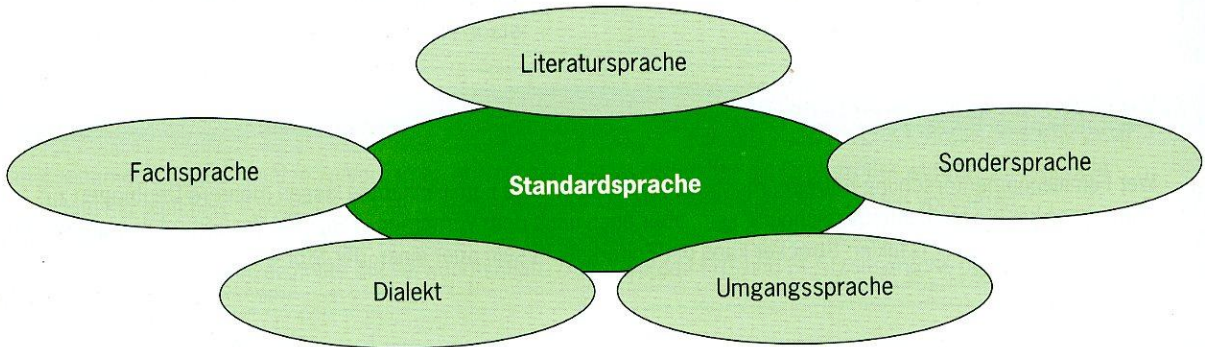 Literatursprache
Fachsprache
Sondersprache
Standardsprache
Dialekt
Umgangssprache